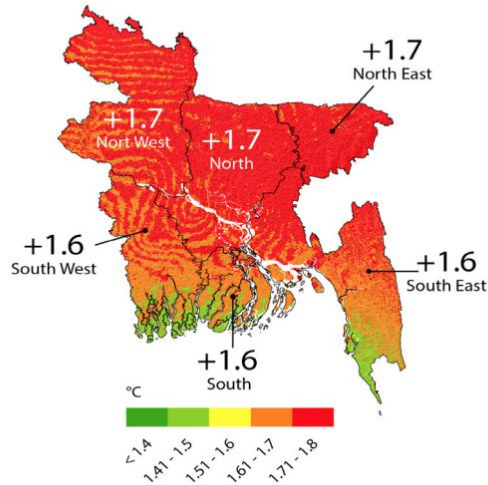 +1.7
North East
+1.7
Nort West
+1.7
North
+1.6
South West
+1.6
South East
+1.6
South
°C
< 1.4
1.41 - 1.5
1.51 - 1.6
1.61 - 1.7
1.71 - 1.8